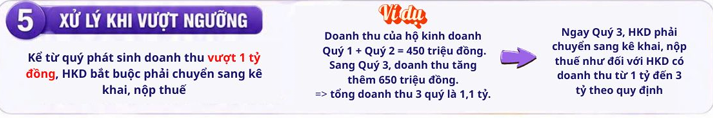 5 XỬ LÝ KHI VƯỢT NGƯỠNG
Kể từ quý phát sinh doanh thu vượt 1 tỷ
đồng, HKD bắt buộc phải chuyển sang kê
khai, nộp thuế
Ví dụ
Doanh thu của hộ kinh doanh
Quý 1 + Quý 2 = 450 triệu đồng.
Sang Quý 3, doanh thu tăng
thêm 650 triệu đồng.
=> tổng doanh thu 3 quý là 1,1 tỷ.
Ngay Quý 3, HKD phải
chuyển sang kê khai, nộp
thuế như đối với HKD có
doanh thu từ 1 tỷ đến 3
tỷ theo quy định